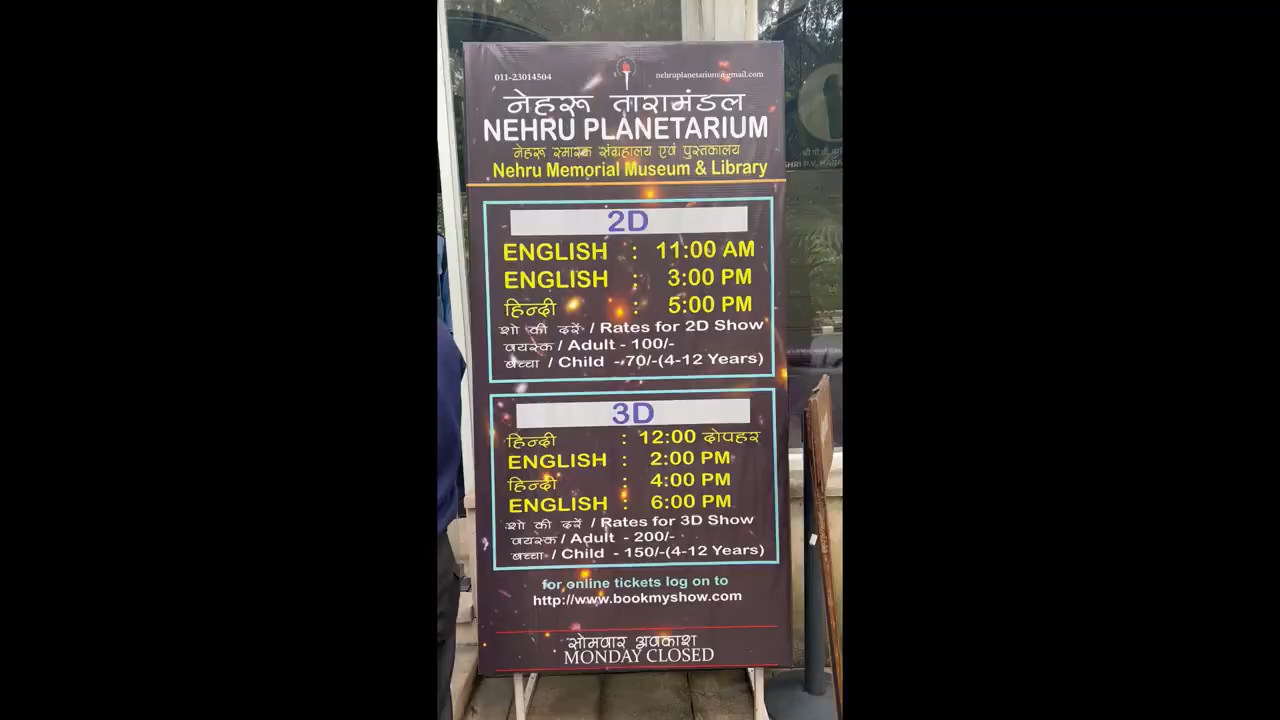 011-23014504 nehruplanetarium@gmail.com
नेहरू तारामंडल
NEHRU PLANETARIUM
नेहरू स्मारक संग्रहालय एवं पुस्तकालय
Nehru Memorial Museum & Library
2D
ENGLISH : 11:00 AM
ENGLISH : 3:00 PM
हिन्दी : 5:00 PM
शो की दरें / Rates for 2D Show
वयस्क / Adult - 100/-
बच्चा / Child - 70/-(4-12 Years)
3D
हिन्दी : 12:00 दोपहर
ENGLISH : 2:00 PM
हिन्दी : 4:00 PM
ENGLISH : 6:00 PM
शो की दरें / Rates for 3D Show
वयस्क / Adult - 200/-
बच्चा / Child - 150/-(4-12 Years)
for online tickets log on to
http://www.bookmyshow.com
सोमवार अवकाश
MONDAY CLOSED
SHRI P.V.